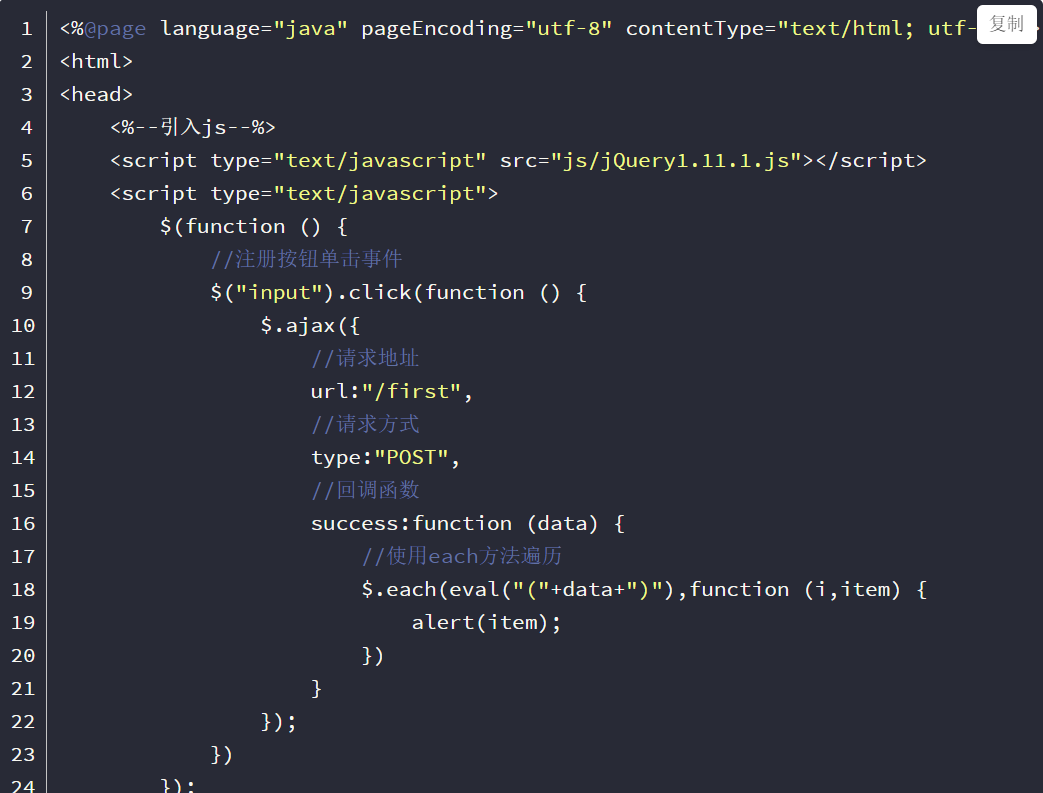 1 <%@page language="java" pageEncoding="utf-8" contentType="text/html; utf-
复制
2 <html>
3 <head>
4     <%--引入js--%>
5     <script type="text/javascript" src="js/jQuery1.11.1.js"></script>
6     <script type="text/javascript">
7         $(function () {
8             //注册按钮单击事件
9             $("input").click(function () {
10                 $.ajax({
11                     //请求地址
12                     url:"/first",
13                     //请求方式
14                     type:"POST",
15                     //回调函数
16                     success:function (data) {
17                         //使用each方法遍历
18                         $.each(eval("("+data+")"),function (i,item) {
19                             alert(item);
20                         })
21                     }
22                 });
23             })
24         });